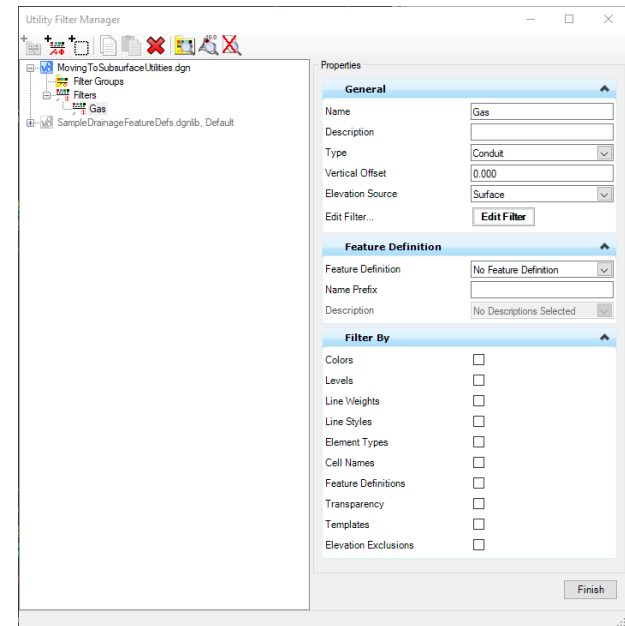 Utility Filter Manager
MovingToSubsurfaceUtilities.dgn
Filter Groups
Filters
Gas
SampleDrainageFeatureDefs.dgnlib, Default
Properties
General
Name Gas
Description
Type Conduit
Vertical Offset 0.000
Elevation Source Surface
Edit Filter... Edit Filter
Feature Definition
Feature Definition No Feature Definition
Name Prefix
Description No Descriptions Selected
Filter By
Colors
Levels
Line Weights
Line Styles
Element Types
Cell Names
Feature Definitions
Transparency
Templates
Elevation Exclusions
Finish